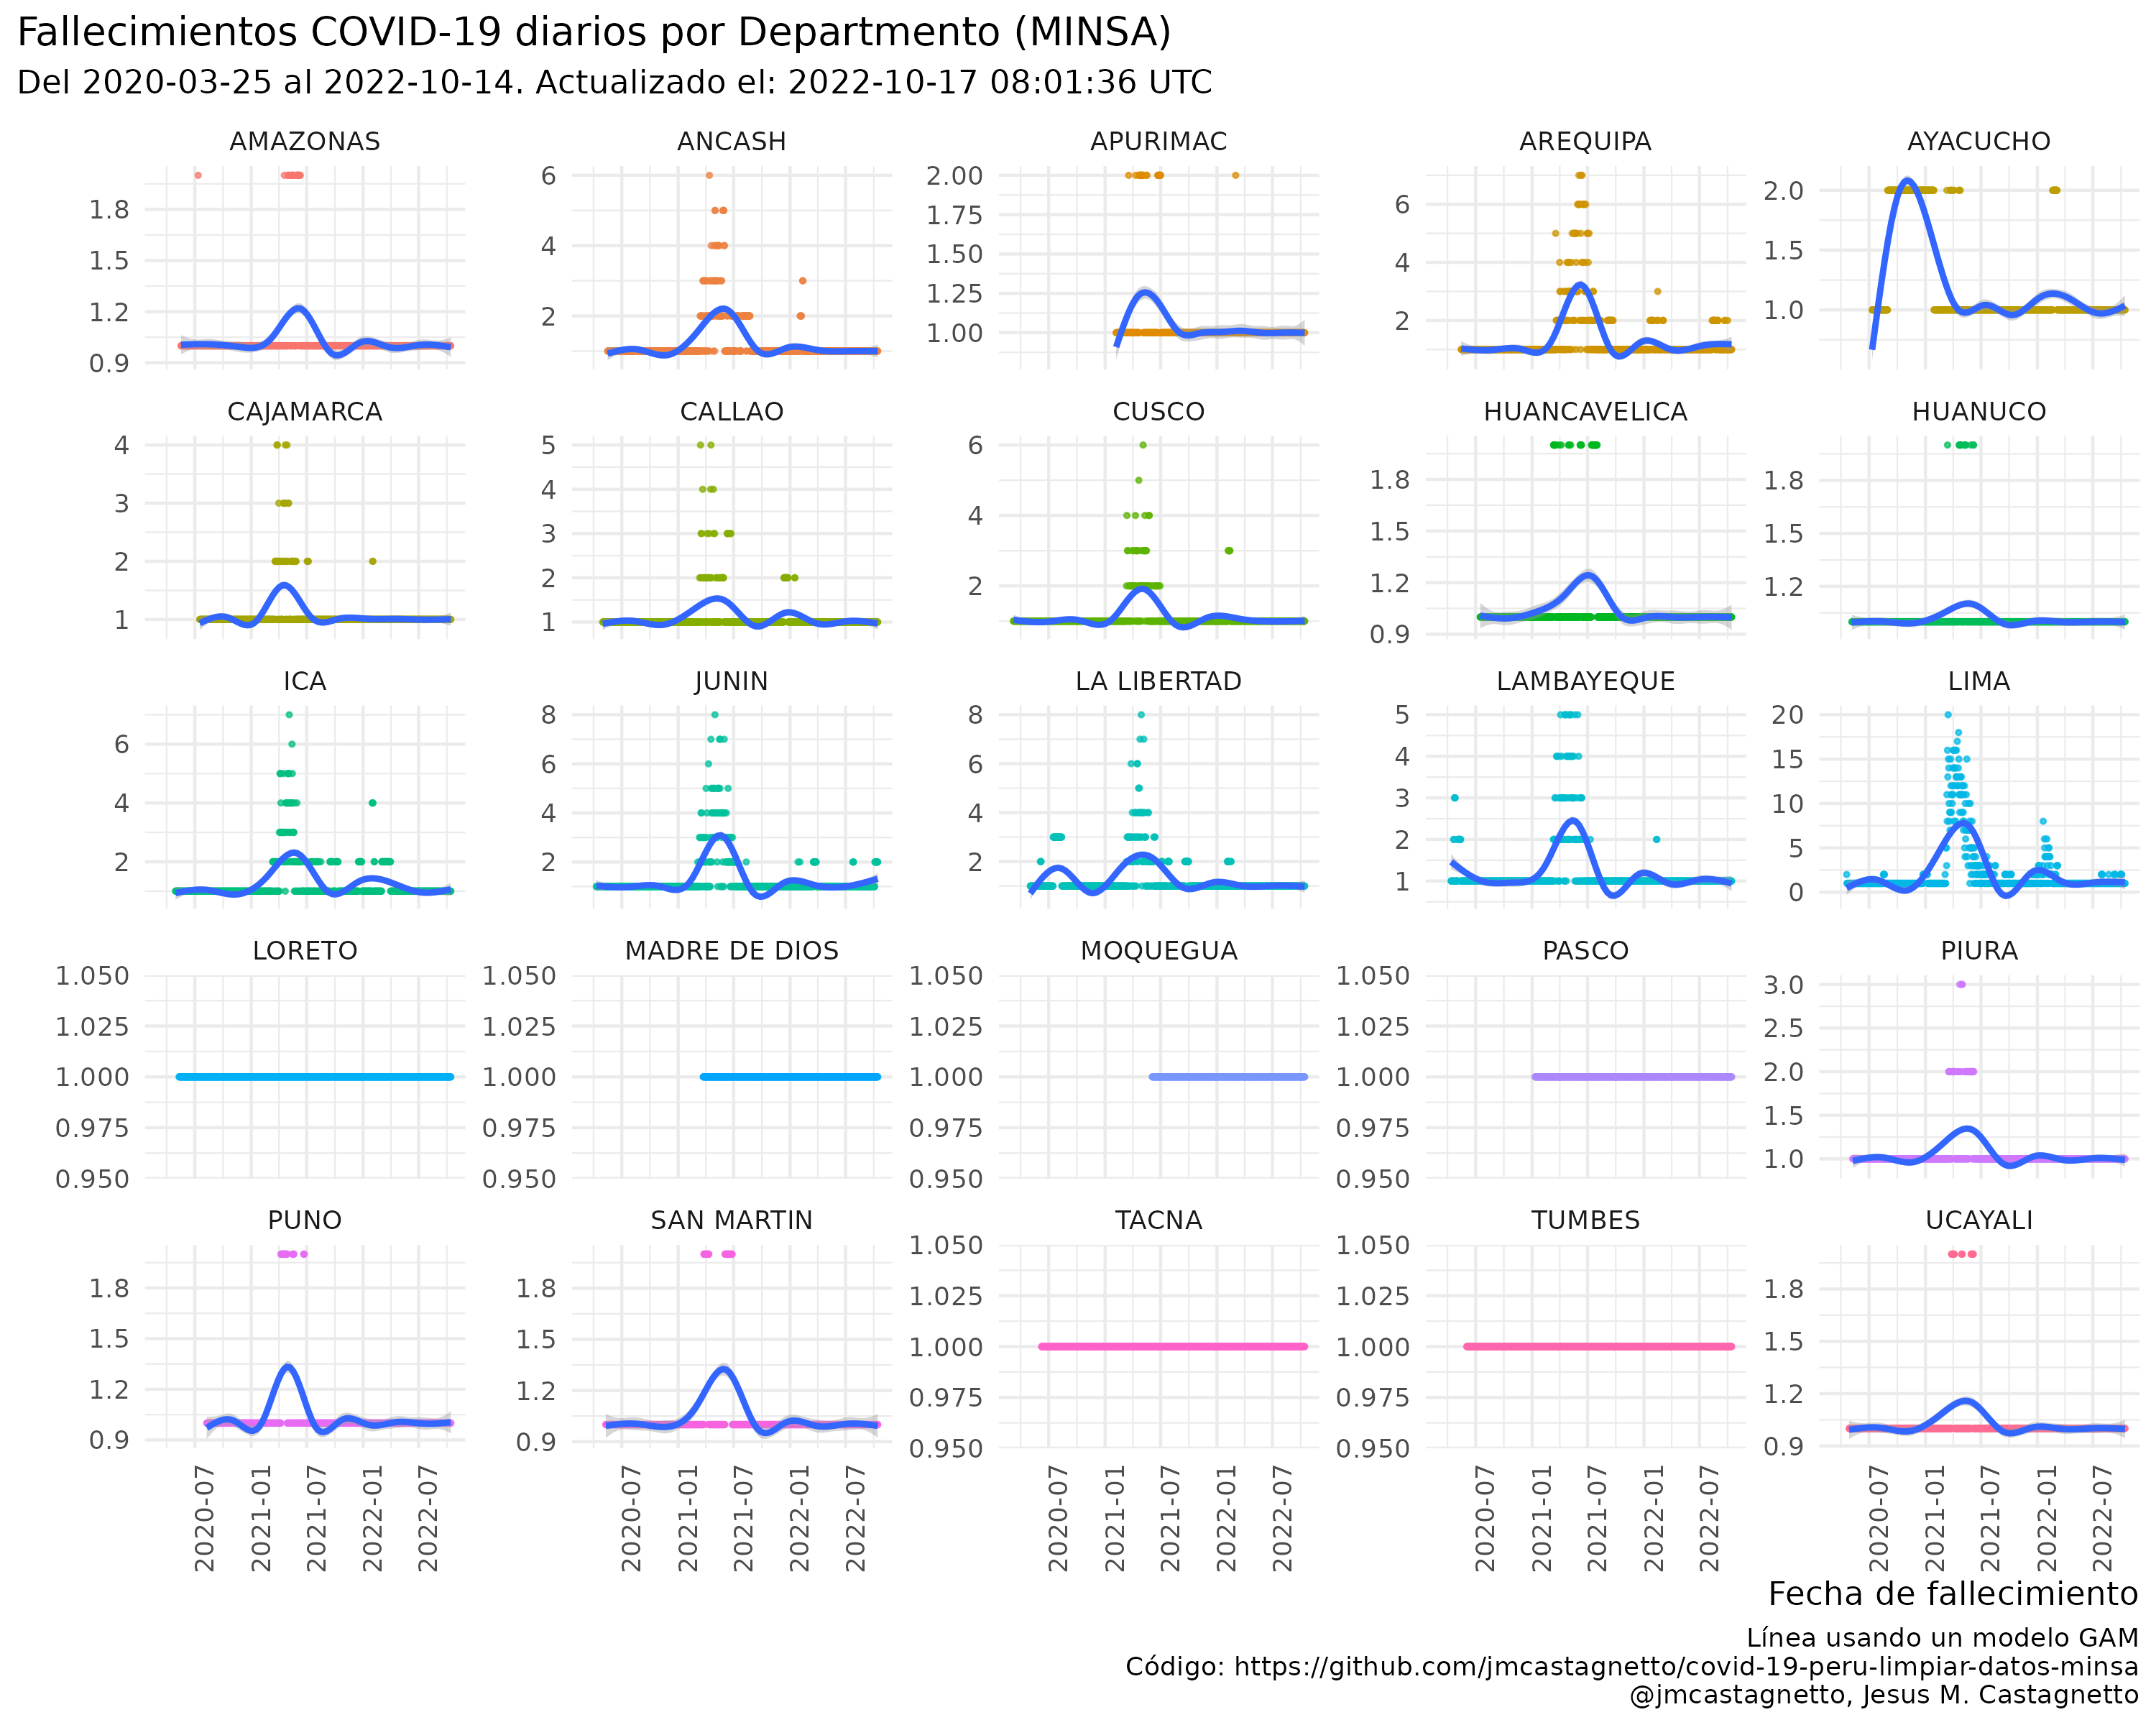 Fallecimientos COVID-19 diarios por Departmento (MINSA)
Del 2020-03-25 al 2022-10-14. Actualizado el: 2022-10-17 08:01:36 UTC
AMAZONAS ANCASH APURIMAC AREQUIPA AYACUCHO
1.8 1.5 1.2 0.9
6 4 2
2.00 1.75 1.50 1.25 1.00
6 4 2
2.0 1.5 1.0
CAJAMARCA CALLAO CUSCO HUANCAVELICA HUANUCO
4 3 2 1
5 4 3 2 1
6 4 2
1.8 1.5 1.2 0.9
1.8 1.5 1.2
ICA JUNIN LA LIBERTAD LAMBAYEQUE LIMA
6 4 2
8 6 4 2
8 6 4 2
5 4 3 2 1
20 15 10 5 0
LORETO MADRE DE DIOS MOQUEGUA PASCO PIURA
1.050 1.025 1.000 0.975 0.950
1.050 1.025 1.000 0.975 0.950
1.050 1.025 1.000 0.975 0.950
1.050 1.025 1.000 0.975 0.950
3.0 2.5 2.0 1.5 1.0
PUNO SAN MARTIN TACNA TUMBES UCAYALI
1.8 1.5 1.2 0.9
1.8 1.5 1.2 0.9
1.050 1.025 1.000 0.975 0.950
1.050 1.025 1.000 0.975 0.950
1.8 1.5 1.2 0.9
2020-07 2021-01 2021-07 2022-01 2022-07
2020-07 2021-01 2021-07 2022-01 2022-07
2020-07 2021-01 2021-07 2022-01 2022-07
2020-07 2021-01 2021-07 2022-01 2022-07
2020-07 2021-01 2021-07 2022-01 2022-07
Fecha de fallecimiento
Línea usando un modelo GAM
Código: https://github.com/jmcastagnetto/covid-19-peru-limpiar-datos-minsa
@jmcastagnetto, Jesus M. Castagnetto